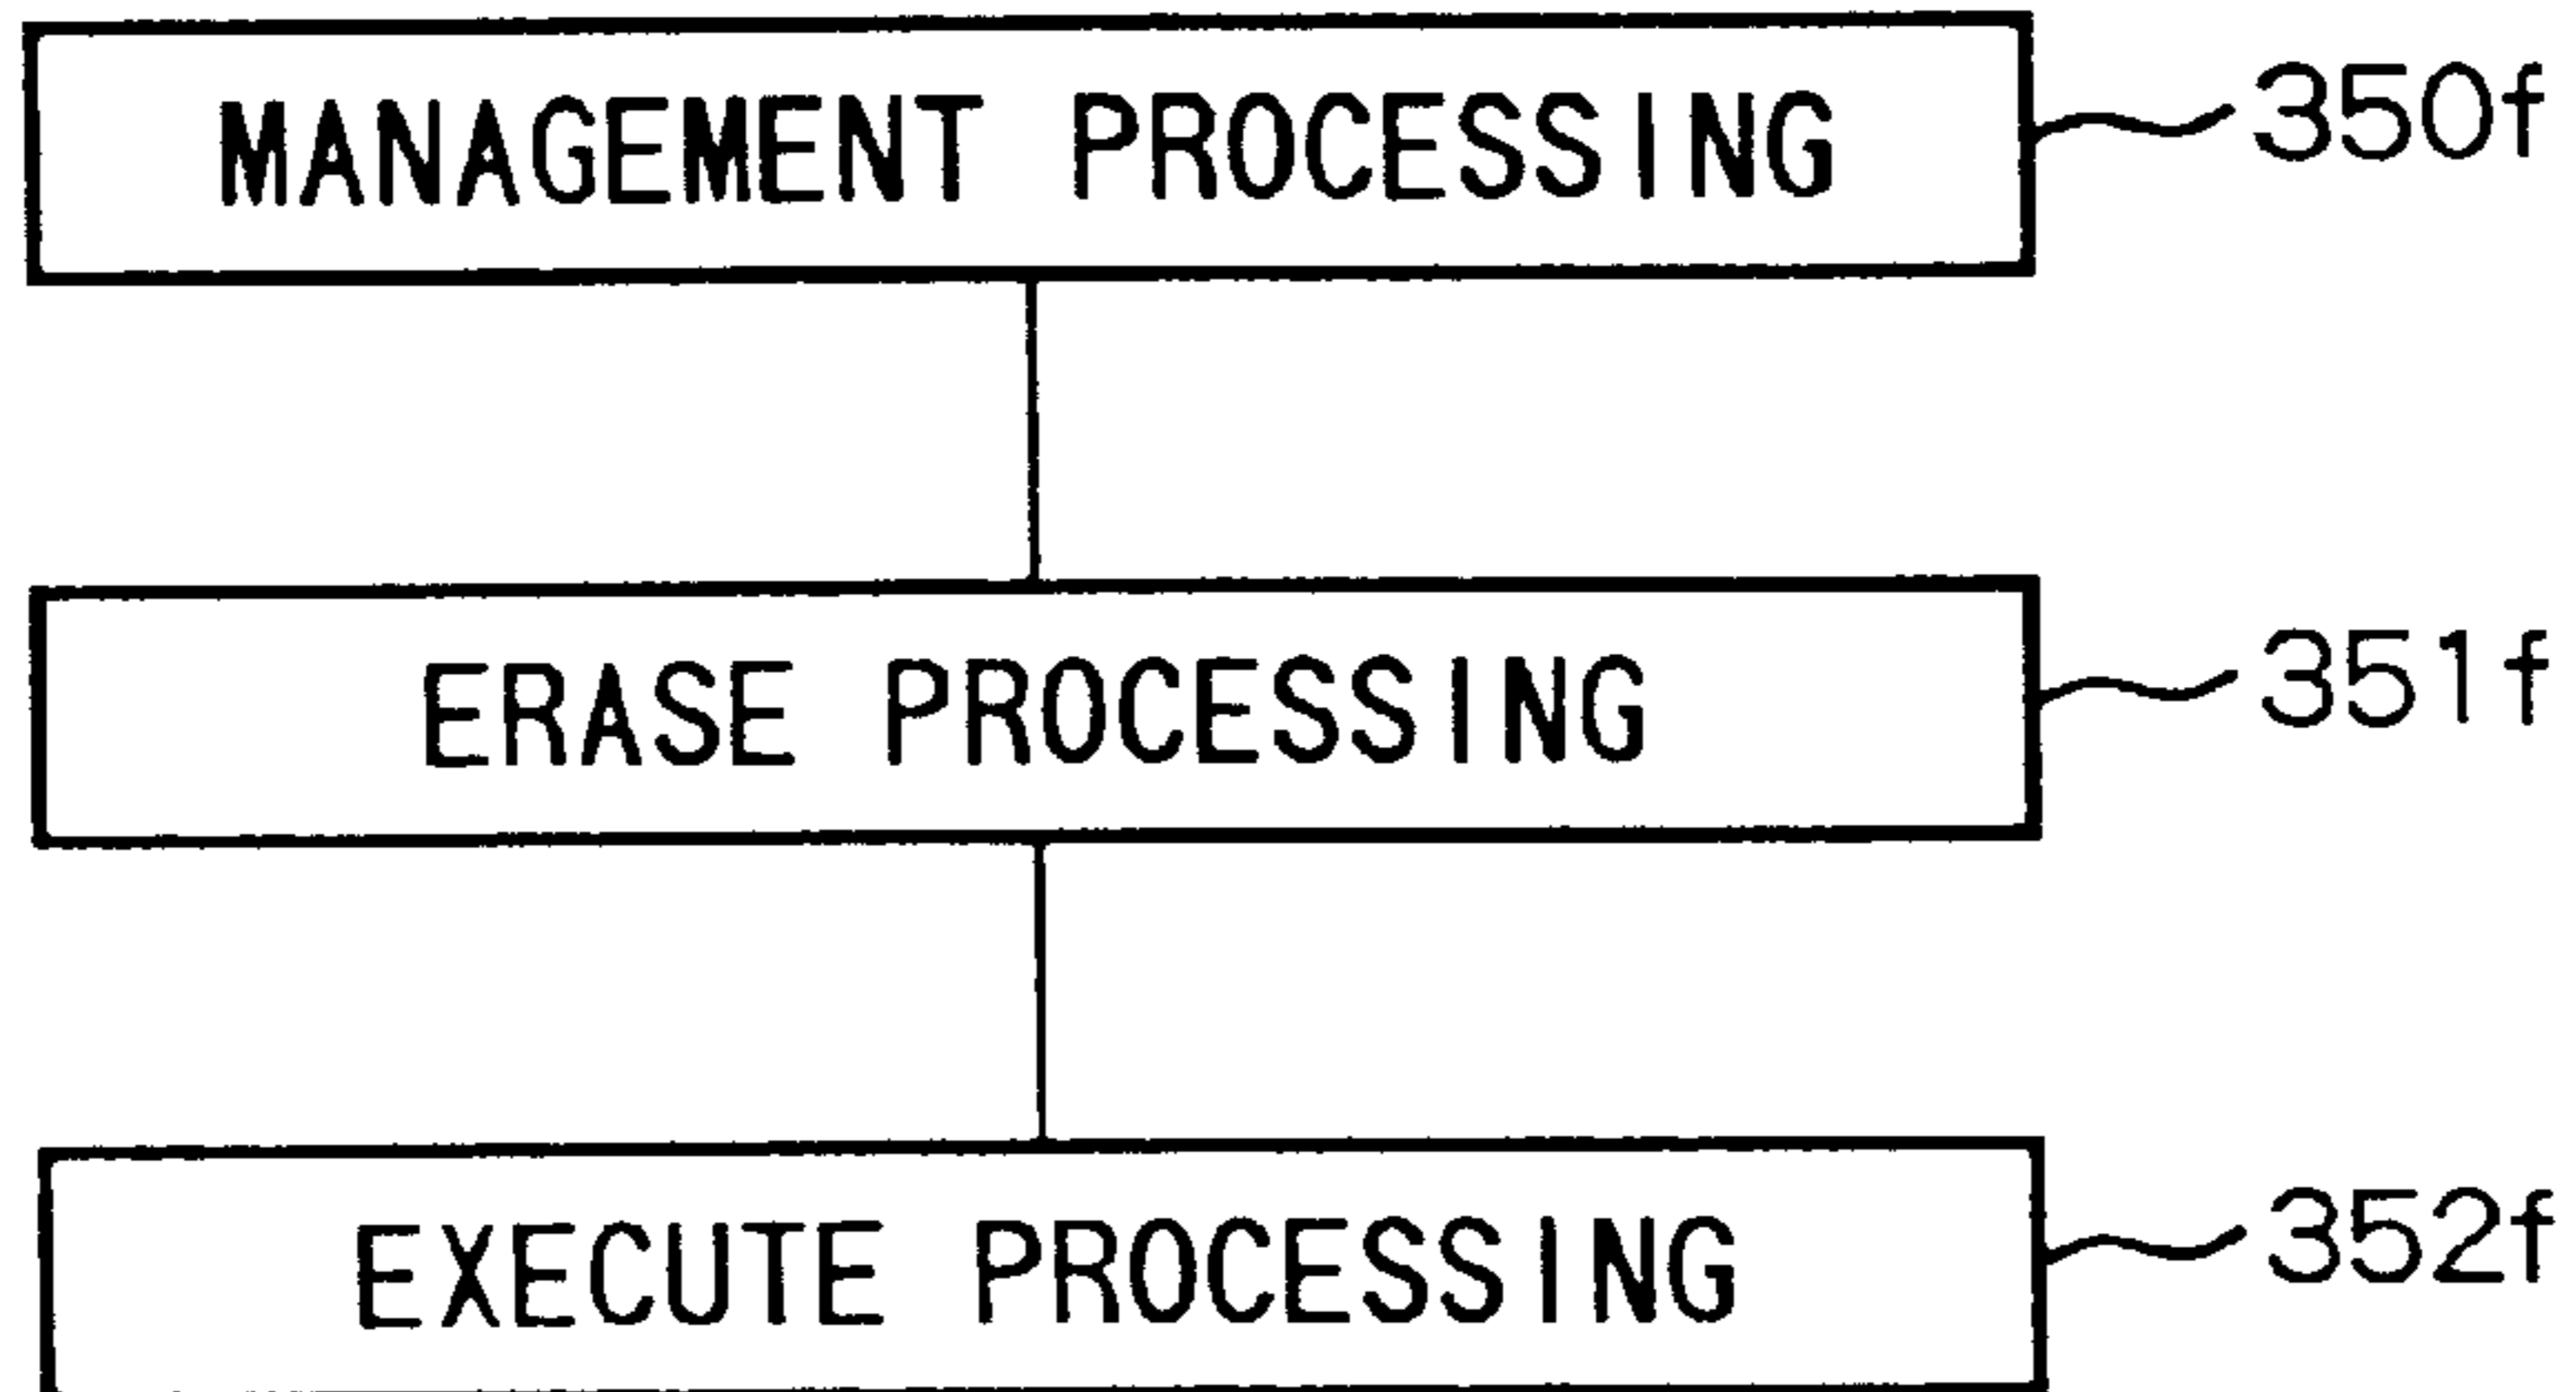 MANAGEMENT PROCESSING 350f
ERASE PROCESSING 351f
EXECUTE PROCESSING 352f